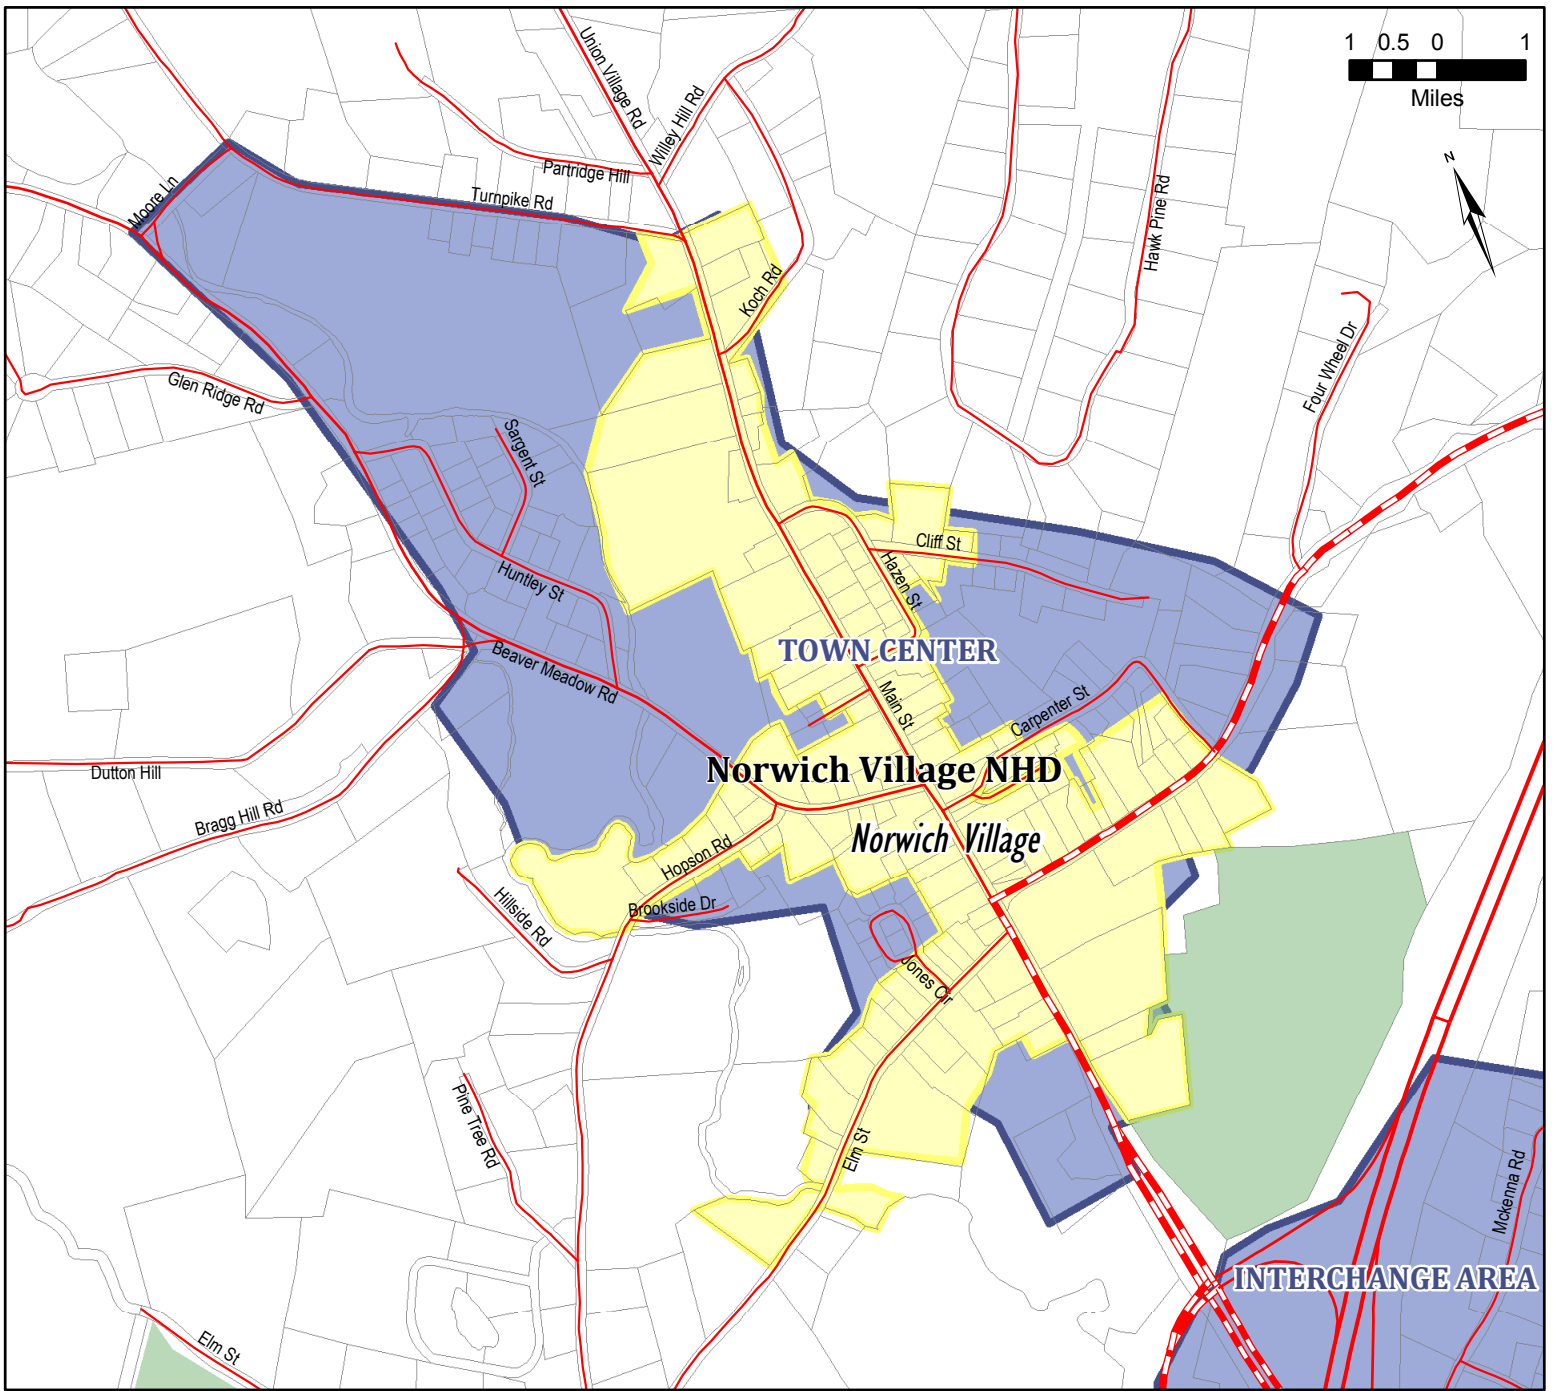 1 0.5 0 1
Miles
N
Union Village Rd
Willey Hill Rd
Partridge Hill
Turnpike Rd
Moore Ln
Hawk Pine Rd
Koch Rd
Four Wheel Dr
Glen Ridge Rd
Sargent St
Cliff St
Hazen St
Huntley St
TOWN CENTER
Beaver Meadow Rd
Main St
Carpenter St
Norwich Village NHD
Dutton Hill
Bragg Hill Rd
Norwich Village
Hopson Rd
Hillside Rd
Brookside Dr
Jones Cir
Pine Tree Rd
Elm St
Mckenna Rd
INTERCHANGE AREA
Elm St